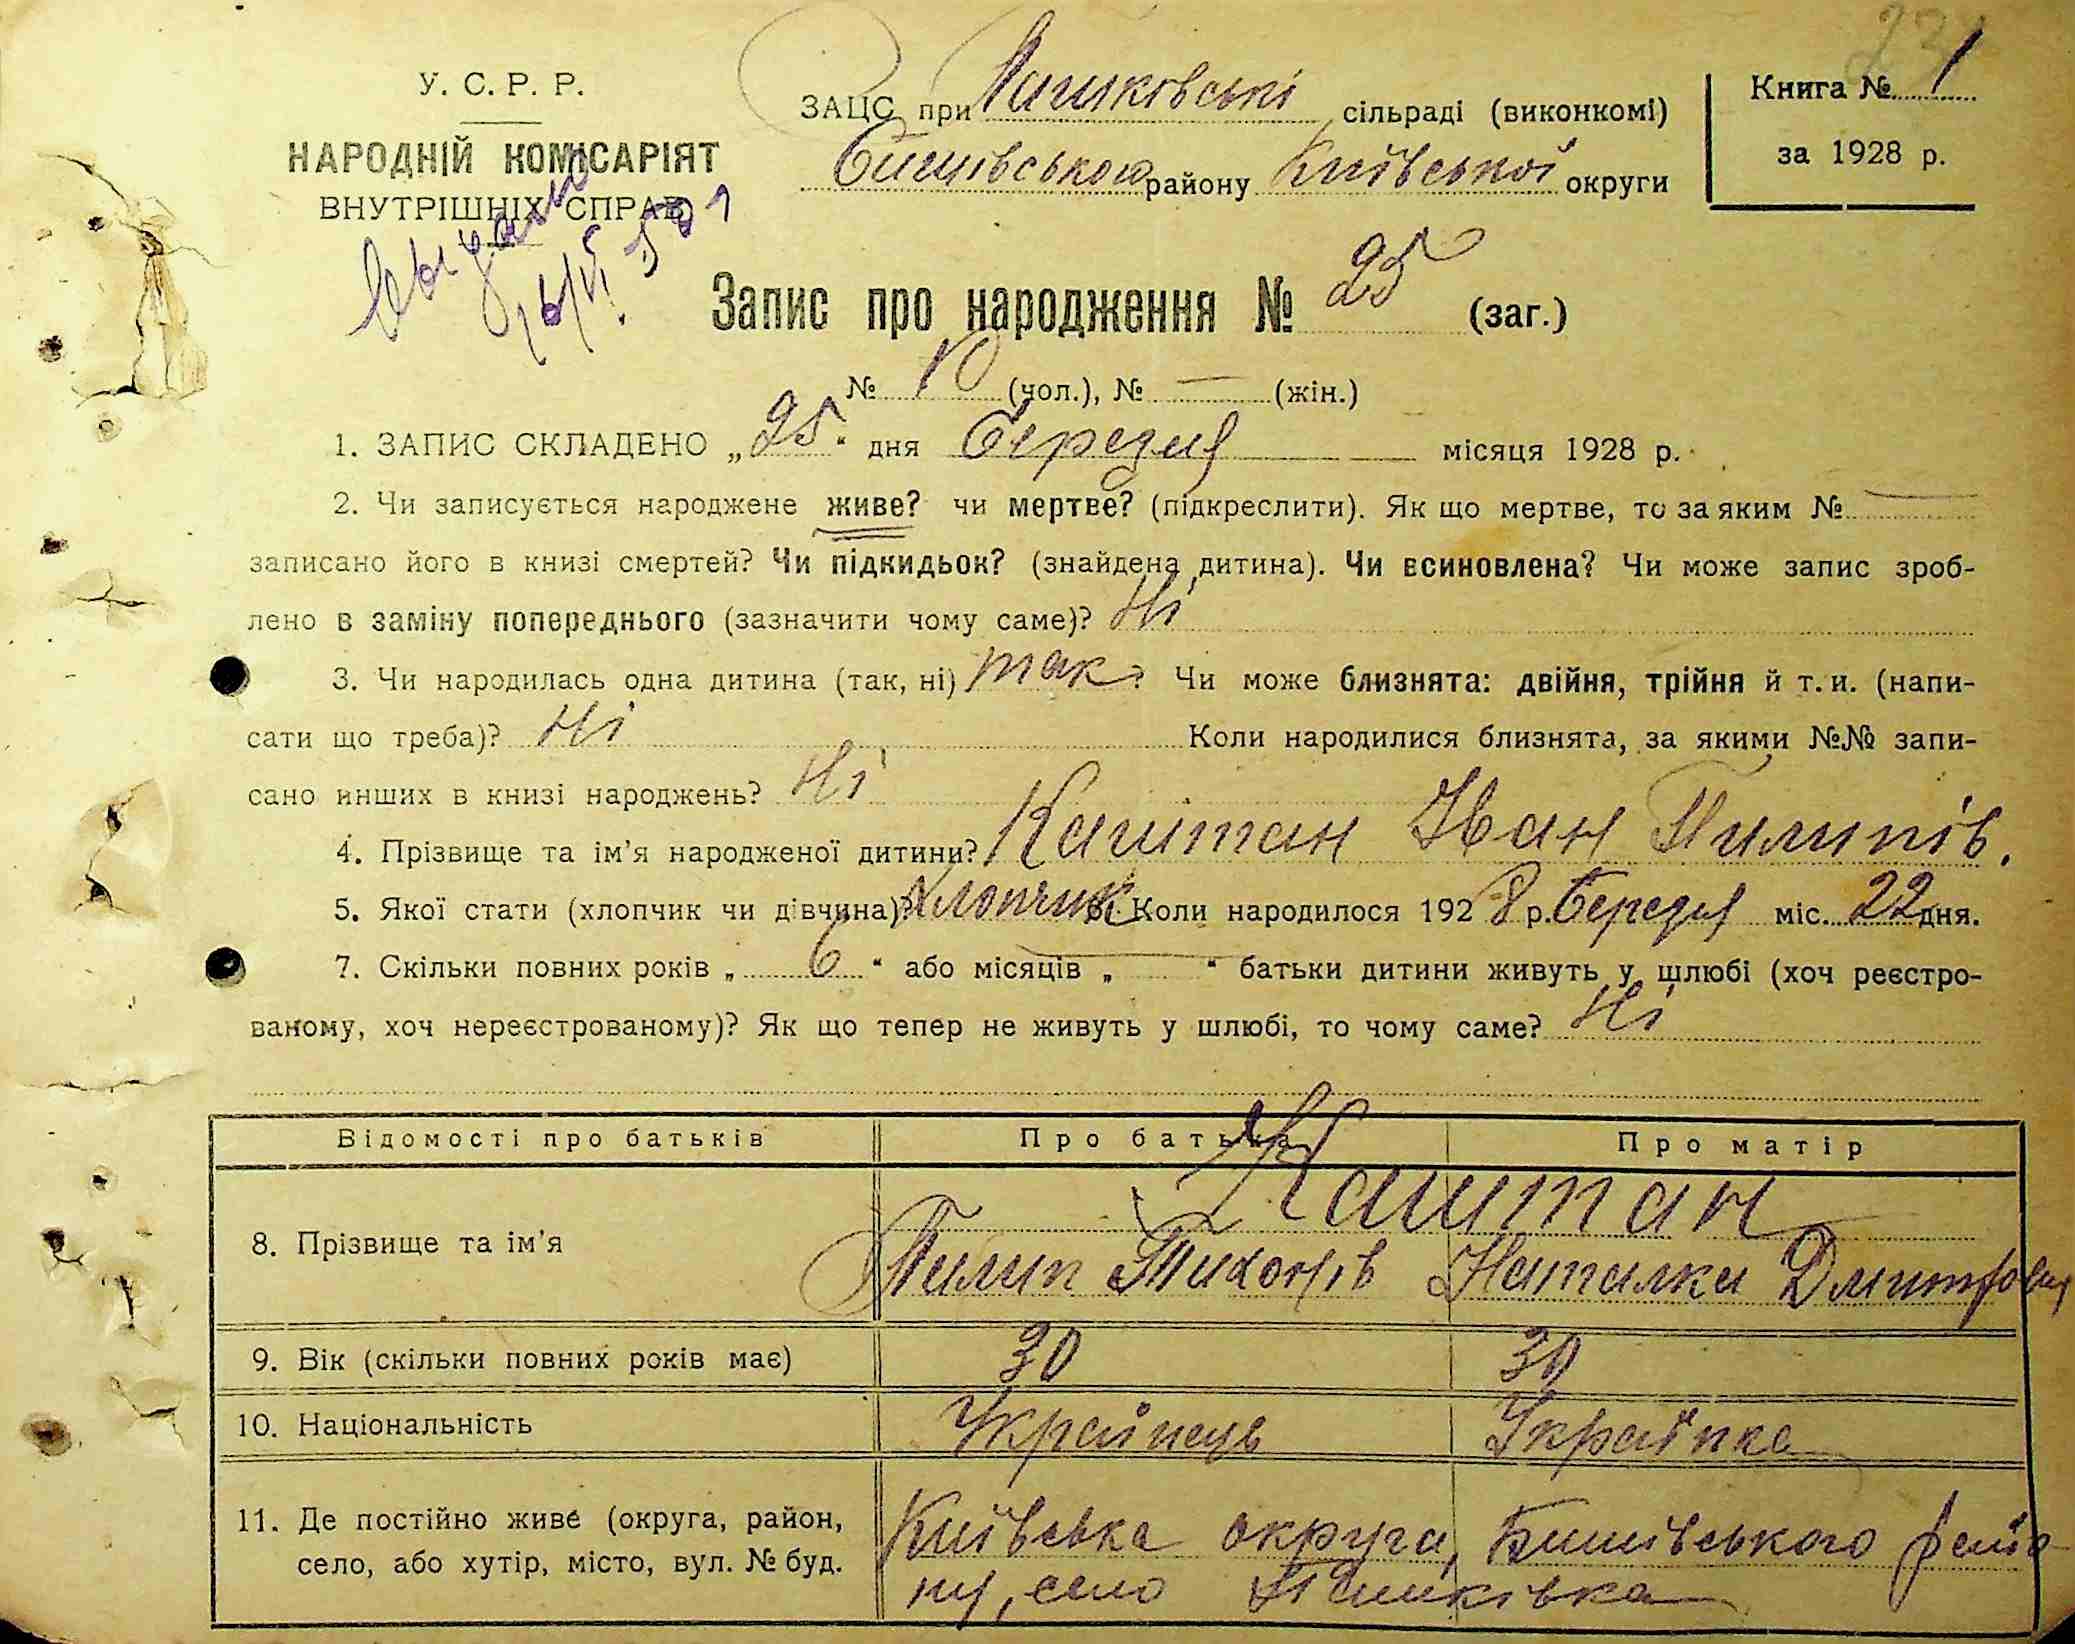 23
У. С. Р. Р.
НАРОДНІЙ КОМІСАРІЯТ
ВНУТРІШНІХ СПРАВ
ЗАЦС при Пашковські сільраді (виконкомі)
Бишівського району Київської округи
Книга № 1
за 1928 р.
Запис про народження № 25 (заг.)
№ 10 (чол.), № — (жін.)
1. ЗАПИС СКЛАДЕНО „25“ дня Березня місяця 1928 р.
2. Чи записується народжене живе? чи мертве? (підкреслити). Як що мертве, то за яким № —
записано його в книзі смертей? Чи підкидьок? (знайдена дитина). Чи всиновлена? Чи може запис зроб-
лено в заміну попереднього (зазначити чому саме)? Ні
3. Чи народилась одна дитина (так, ні) так? Чи може близнята: двійня, трійня й т. и. (напи-
сати що треба)? Ні Коли народилися близнята, за якими №№ запи-
сано инших в книзі народжень? Ні
4. Прізвище та ім’я народженої дитини? Каштан Іван Пилипів.
5. Якої стати (хлопчик чи дівчина)? Хлопчик 6. Коли народилося 1928 р. Березня міс. 22 дня.
7. Скільки повних років „ 6 “ або місяців „ — “ батьки дитини живуть у шлюбі (хоч реєстро-
ваному, хоч нереєстрованому)? Як що тепер не живуть у шлюбі, то чому саме? Ні
Відомості про батьків Про батька Про матір
Каштан
8. Прізвище та ім’я Пилип Тихонів Наталка Дмитрова
9. Вік (скільки повних років має) 30 30
10. Національність Українець Українка
11. Де постійно живе (округа, район, Київська округа, Бишівського райо-
село, або хутір, місто, вул. № буд. ну, село Пашківка